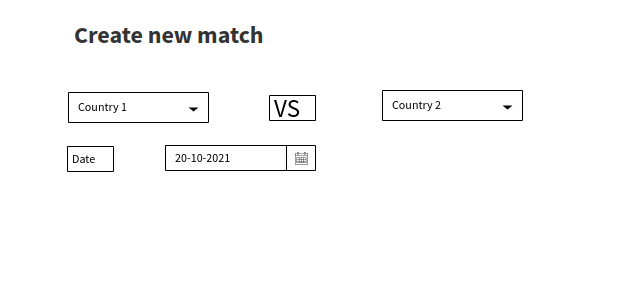 Create new match
Country 1
VS
Country 2
Date
20-10-2021